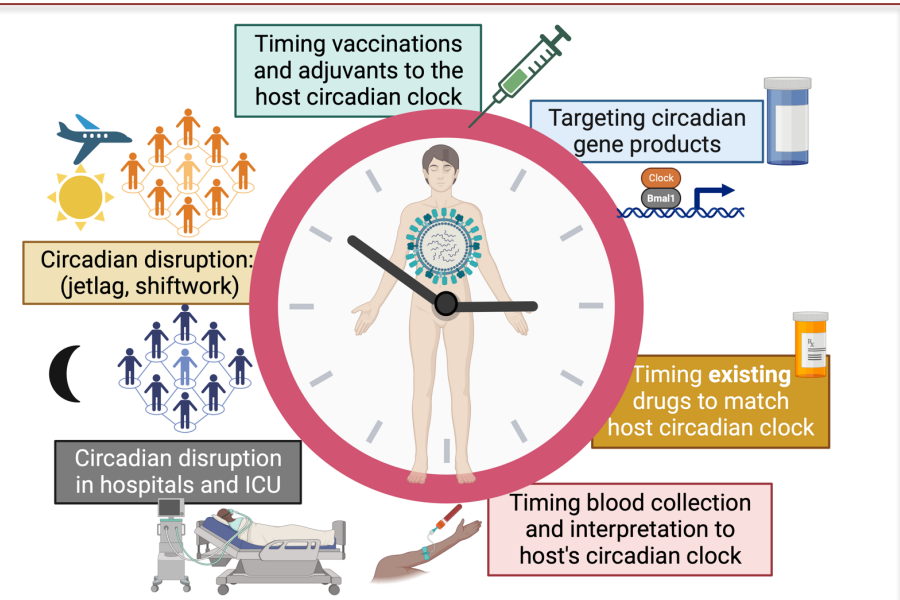 Timing vaccinations
and adjuvants to the
host circadian clock
Targeting circadian
gene products
Clock
Bmal1
Circadian disruption:
(jetlag, shiftwork)
Rx
Timing existing
drugs to match
host circadian clock
Circadian disruption
in hospitals and ICU
Timing blood collection
and interpretation to
host's circadian clock